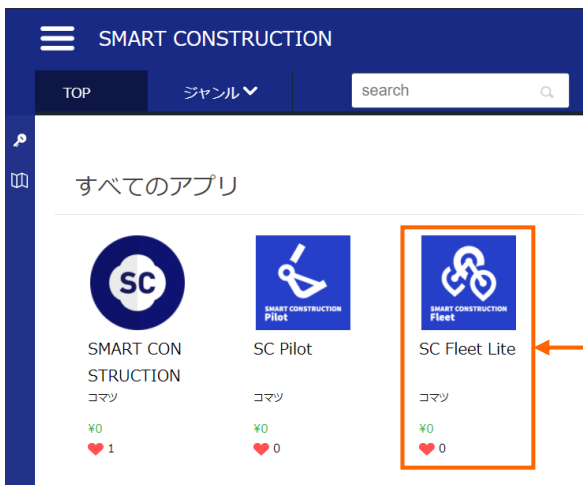 SMART CONSTRUCTION
TOP
ジャンル
search
すべてのアプリ
SC
SMART CONSTRUCTION
Pilot
SMART CONSTRUCTION
Fleet
SMART CON
STRUCTION
コマツ
¥0
1
SC Pilot
コマツ
¥0
0
SC Fleet Lite
コマツ
¥0
0